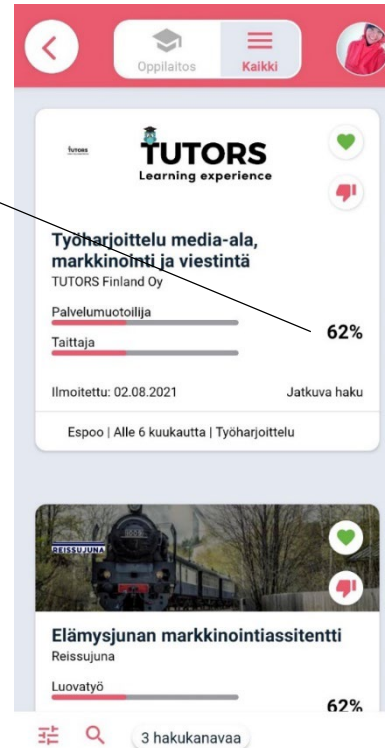 Oppilaitos
Kaikki
TUTORS
TUTORS
Learning experience
Työharjoittelu media-ala,
markkinointi ja viestintä
TUTORS Finland Oy
Palvelumuotoilija
62%
Taittaja
Ilmoitettu: 02.08.2021
Jatkuva haku
Espoo | Alle 6 kuukautta | Työharjoittelu
REISSUJUNA
Elämysjunan markkinointiassitentti
Reissujuna
Luovatyö
62%
3 hakukanavaa